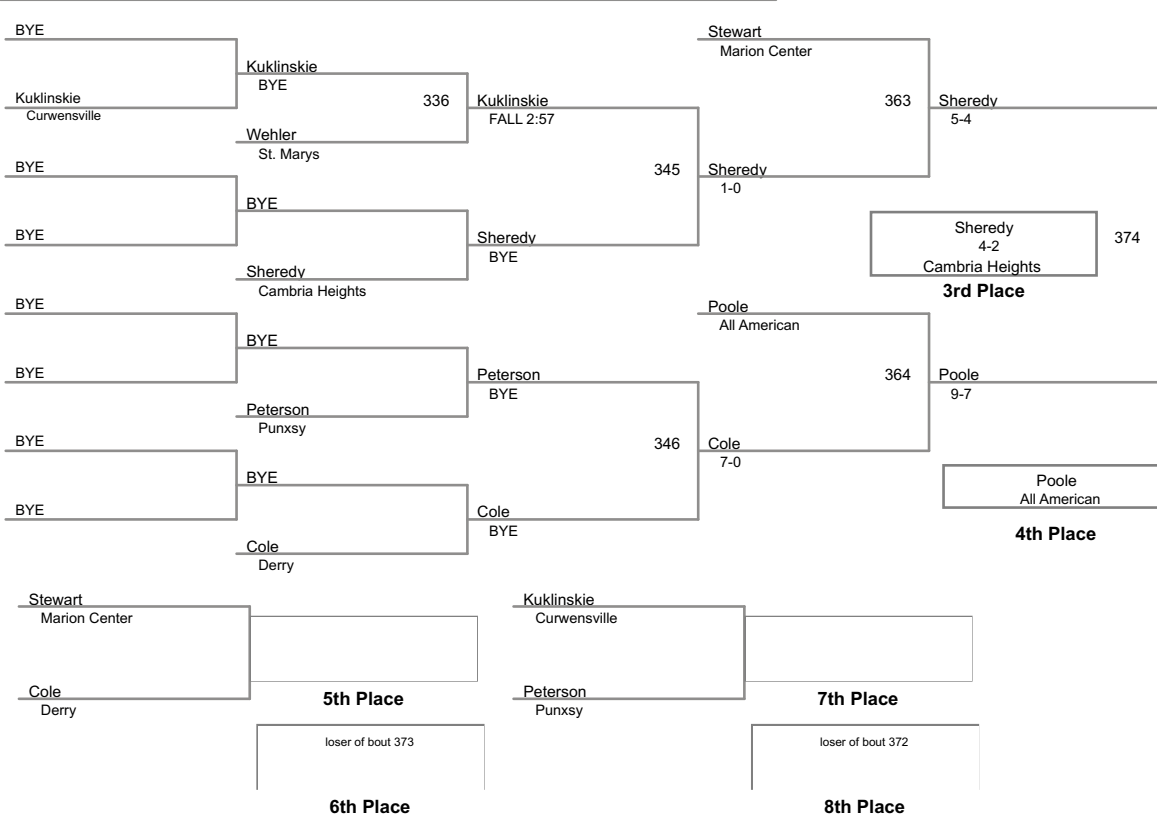 BYE
Stewart
Marion Center
Kuklinskie
BYE
Kuklinskie
Curwensville
336
Kuklinskie
FALL 2:57
363
Sheredy
5-4
Wehler
St. Marys
BYE
345
Sheredy
1-0
BYE
BYE
Sheredy
BYE
Sheredy
4-2
Cambria Heights
374
3rd Place
Sheredy
Cambria Heights
BYE
Poole
All American
BYE
BYE
Peterson
BYE
364
Poole
9-7
Peterson
Punxsy
BYE
346
Cole
7-0
BYE
BYE
Cole
BYE
Poole
All American
4th Place
Cole
Derry
Stewart
Marion Center
Kuklinskie
Curwensville
Cole
Derry
5th Place
Peterson
Punxsy
7th Place
loser of bout 373
loser of bout 372
6th Place
8th Place